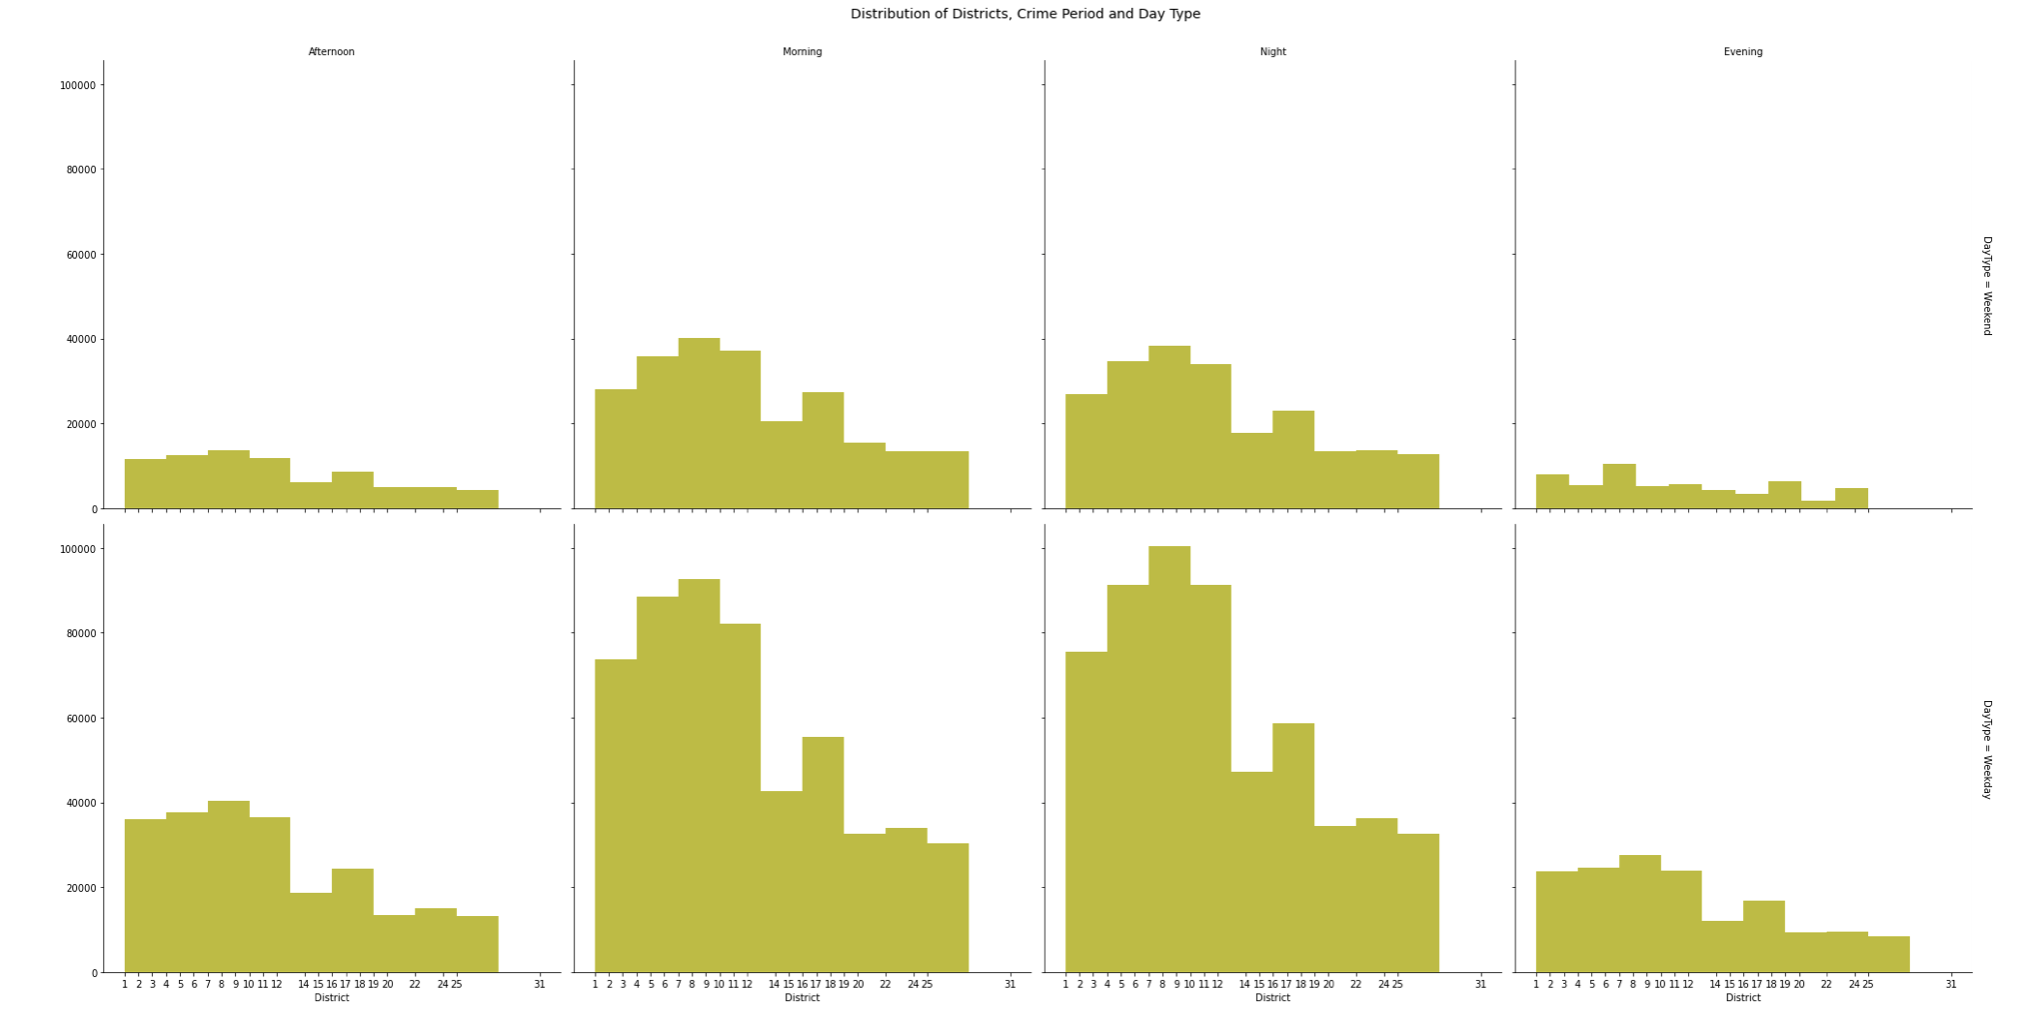 Distribution of Districts, Crime Period and Day Type
Afternoon
Morning
Night
Evening
100000
80000
60000
40000
20000
0
DayType = Weekend
100000
80000
60000
40000
20000
0
DayType = Weekday
1 2 3 4 5 6 7 8 9 10 11 12 14 15 16 17 18 19 20 22 24 25 31
1 2 3 4 5 6 7 8 9 10 11 12 14 15 16 17 18 19 20 22 24 25 31
1 2 3 4 5 6 7 8 9 10 11 12 14 15 16 17 18 19 20 22 24 25 31
1 2 3 4 5 6 7 8 9 10 11 12 14 15 16 17 18 19 20 22 24 25 31
District
District
District
District